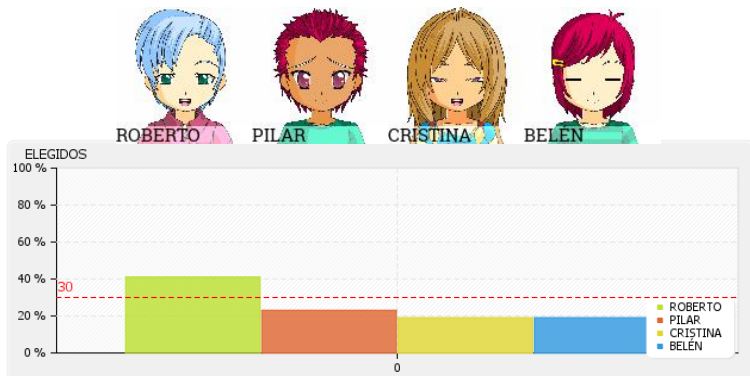 ROBERTO PILAR CRISTINA BELÉN
ELEGIDOS
100 %
80 %
60 %
40 %
30
20 %
0 %
ROBERTO
PILAR
CRISTINA
BELÉN
0